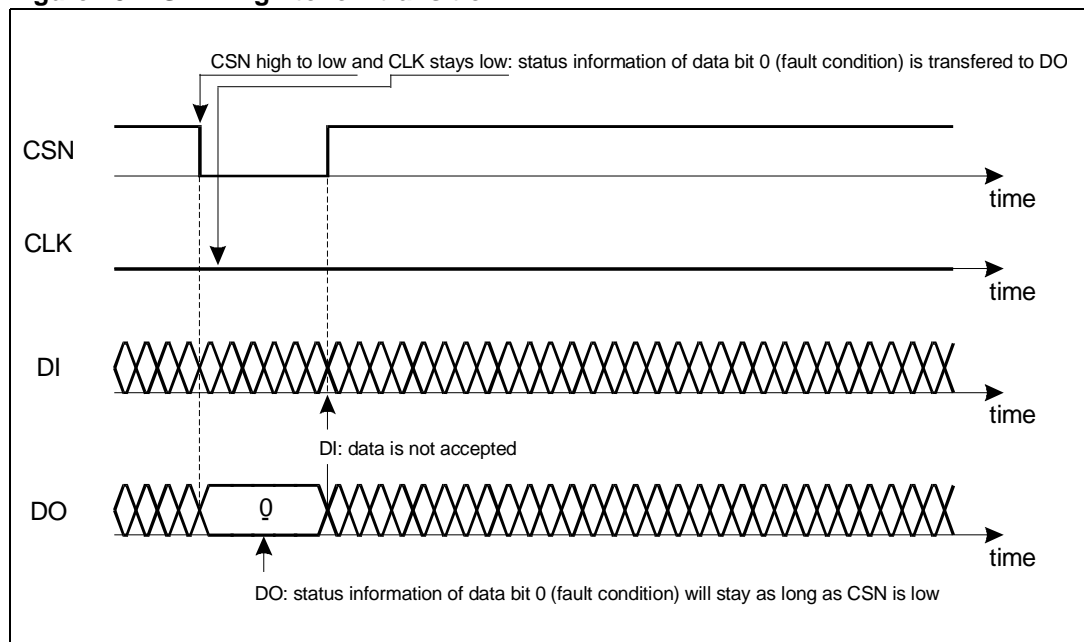 CSN high to low and CLK stays low: status information of data bit 0 (fault condition) is transfered to DO
CSN
time
CLK
time
DI
time
DI: data is not accepted
DO
0
time
DO: status information of data bit 0 (fault condition) will stay as long as CSN is low